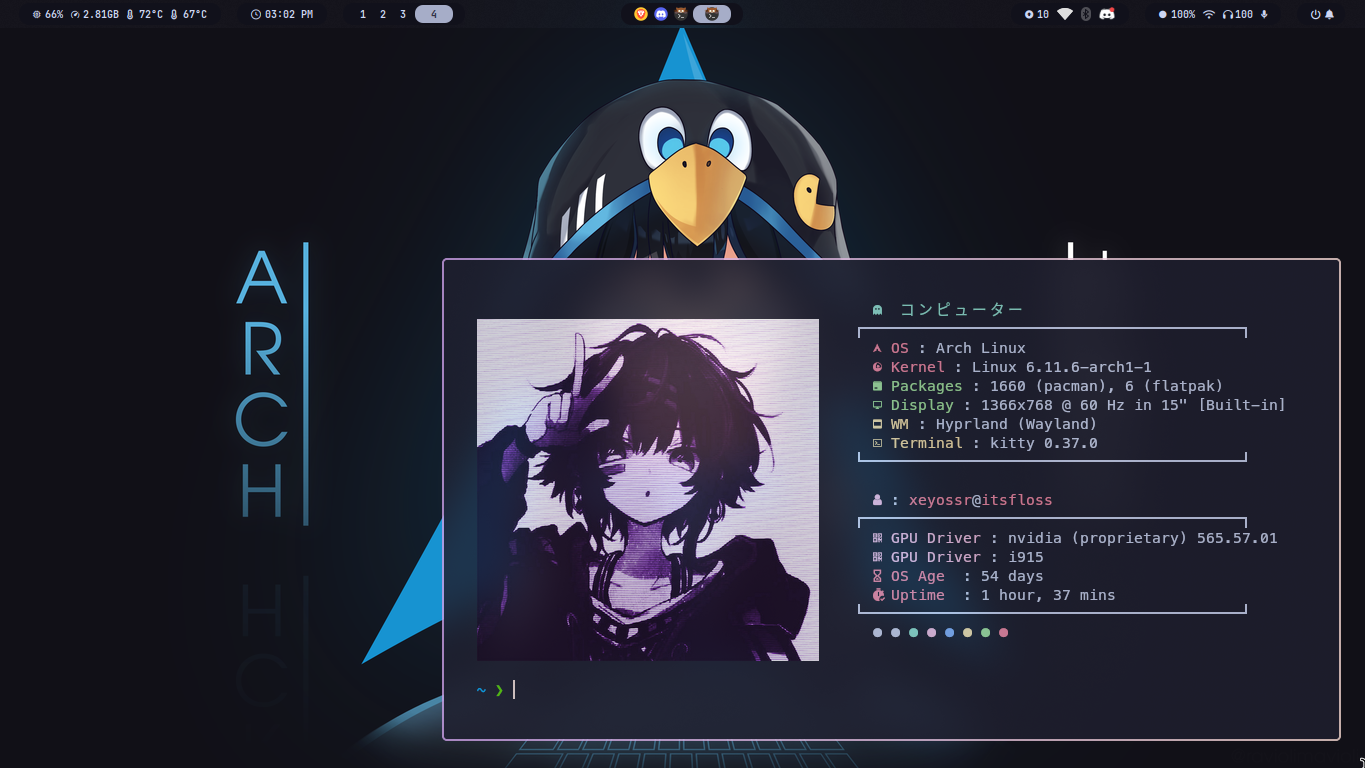 66% 2.81GB 72°C 67°C
03:02 PM
1 2 3 4
10
100% 100
A
R
C
H
コンピューター
OS : Arch Linux
Kernel : Linux 6.11.6-arch1-1
Packages : 1660 (pacman), 6 (flatpak)
Display : 1366x768 @ 60 Hz in 15" [Built-in]
WM : Hyprland (Wayland)
Terminal : kitty 0.37.0
: xeyossr@itsfloss
GPU Driver : nvidia (proprietary) 565.57.01
GPU Driver : i915
OS Age : 54 days
Uptime : 1 hour, 37 mins
~ ❯